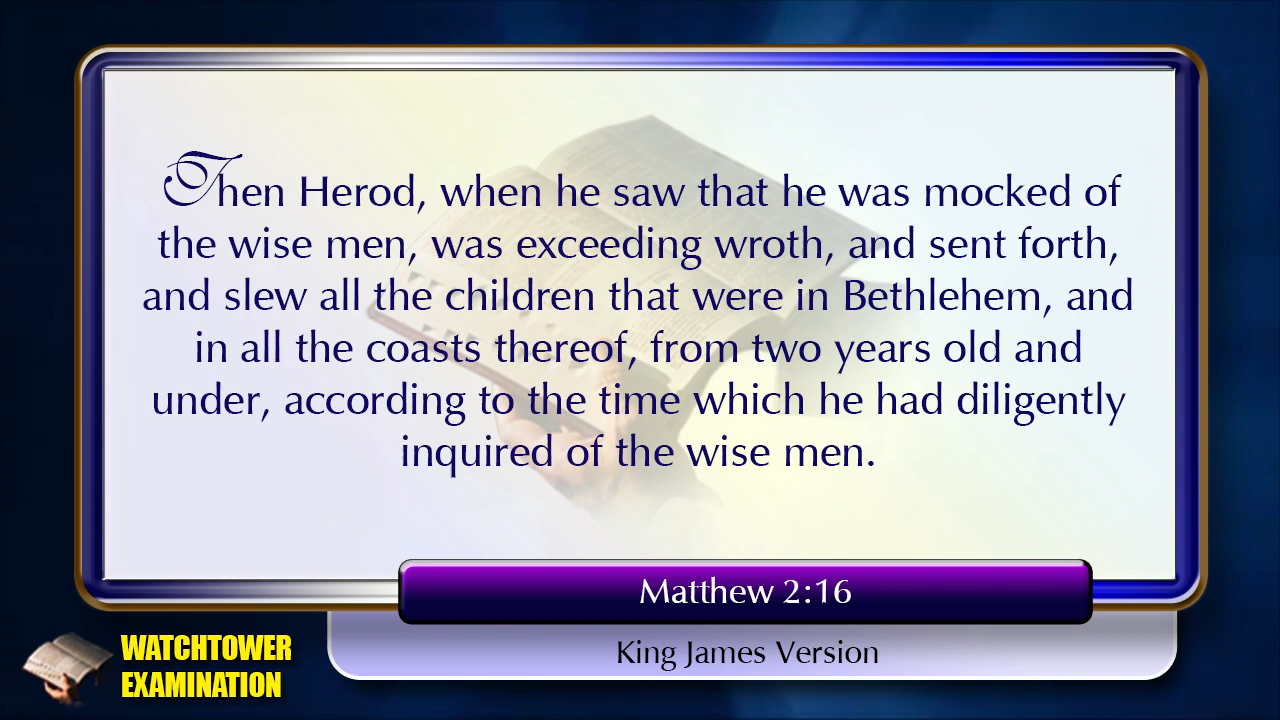 Then Herod, when he saw that he was mocked of
the wise men, was exceeding wroth, and sent forth,
and slew all the children that were in Bethlehem, and
in all the coasts thereof, from two years old and
under, according to the time which he had diligently
inquired of the wise men.
Matthew 2:16
King James Version
WATCHTOWER
EXAMINATION